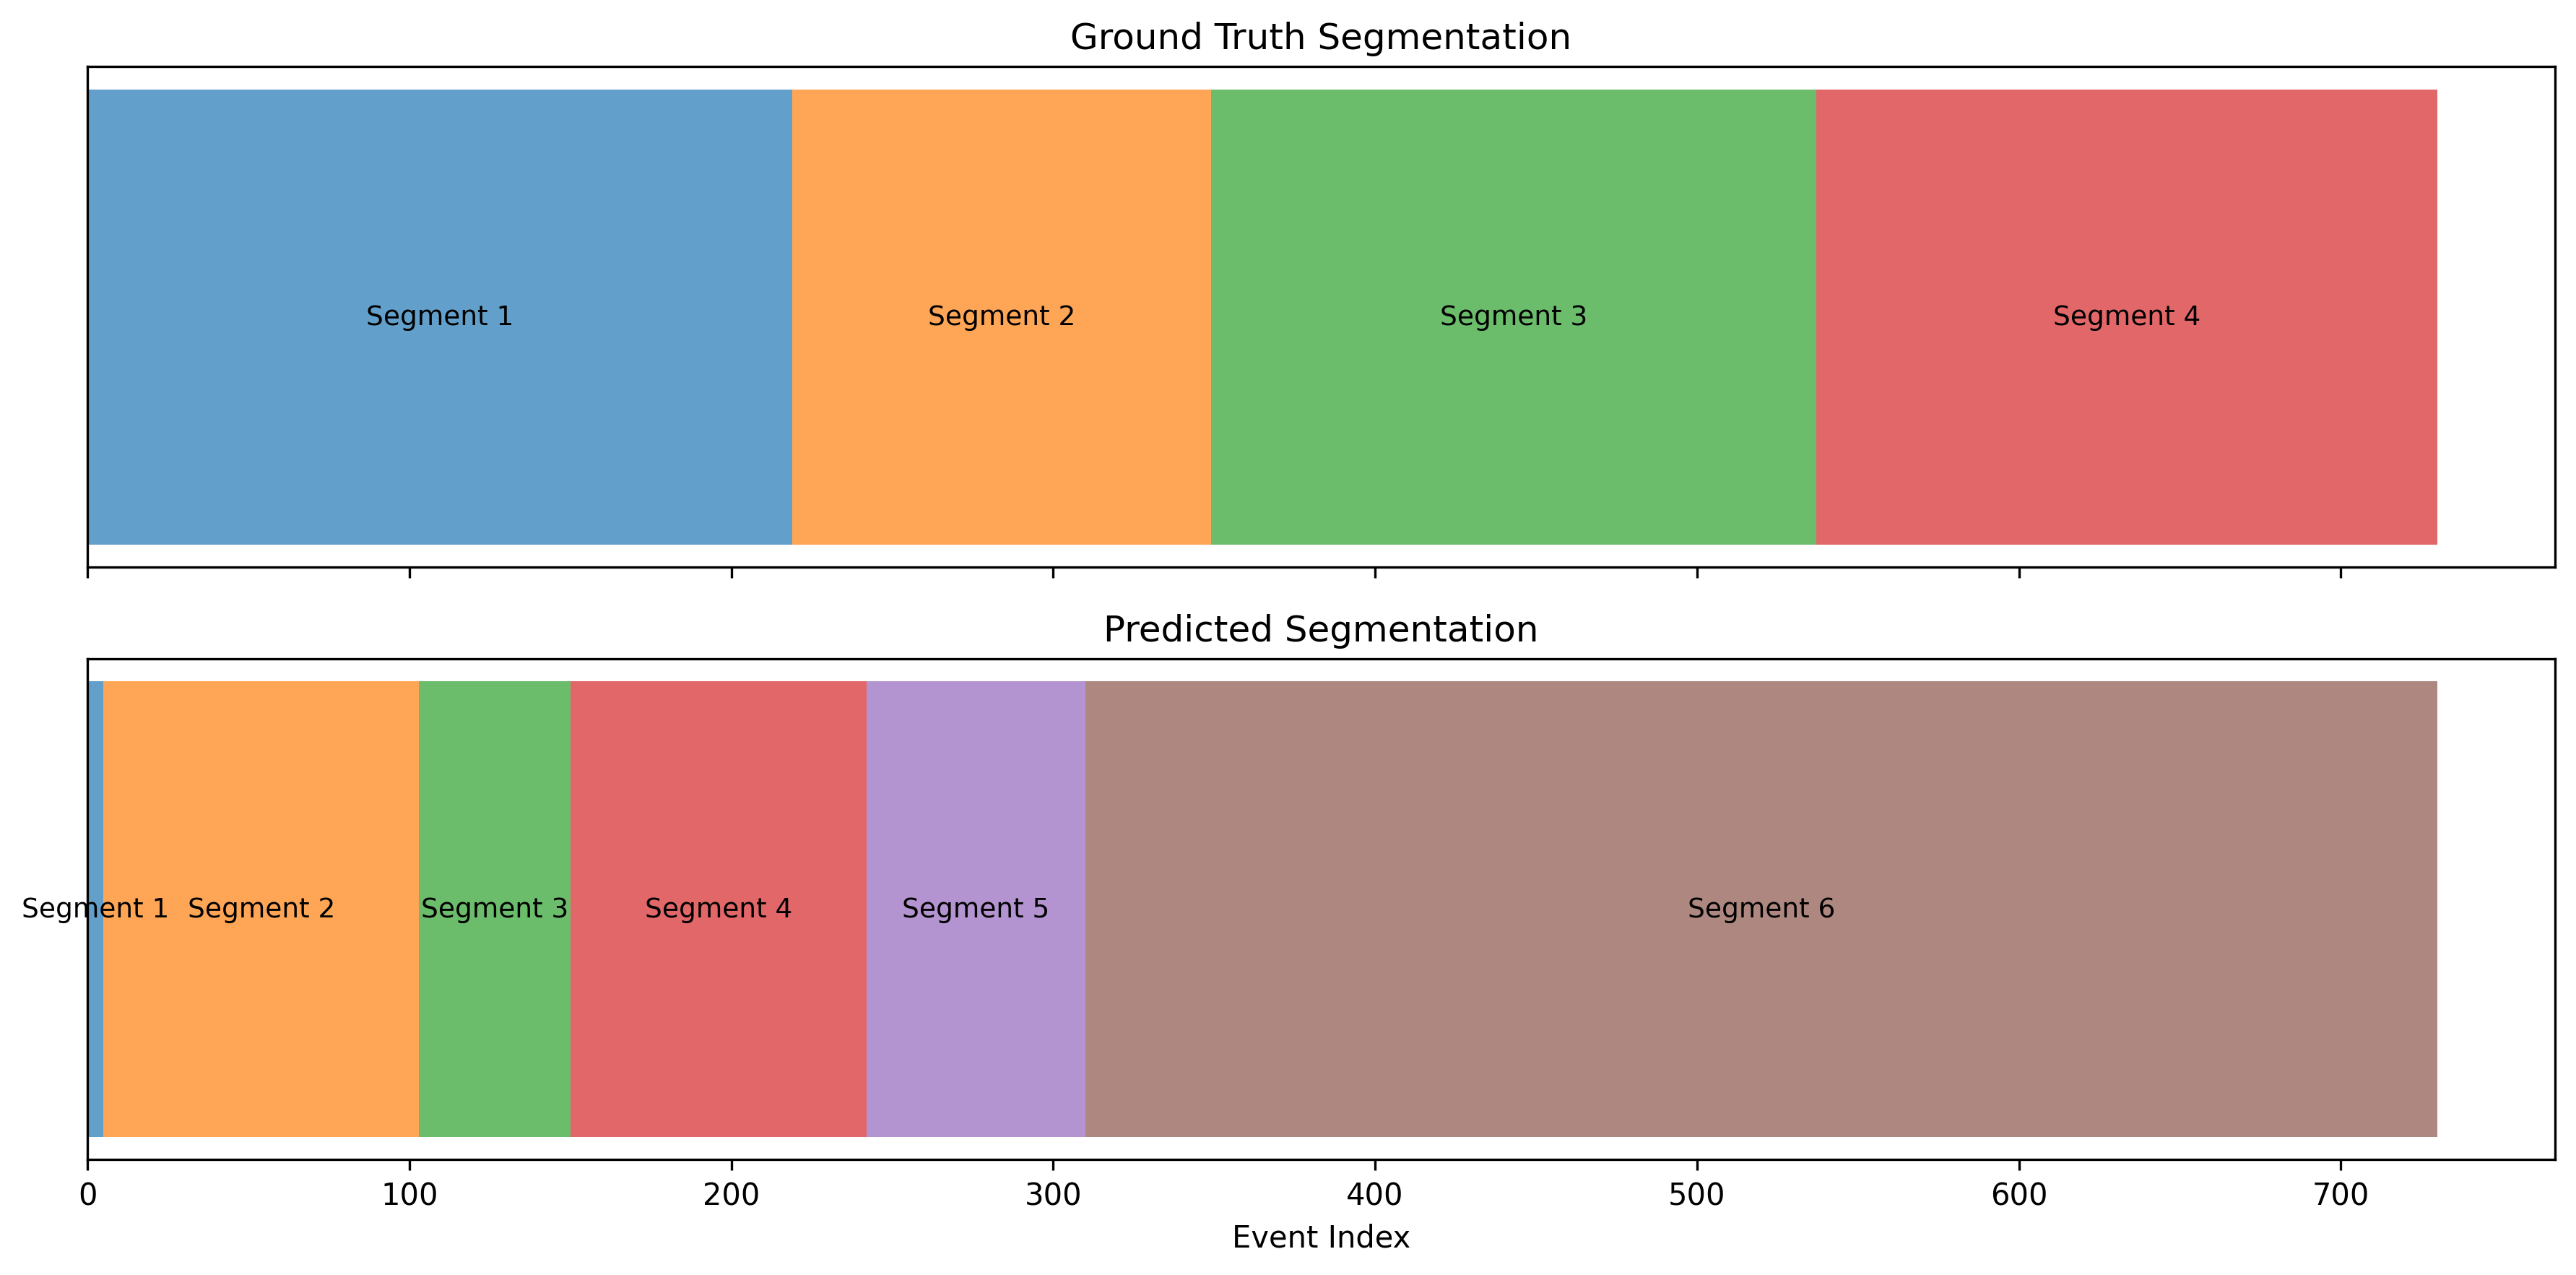 Ground Truth Segmentation
Segment 1 Segment 2 Segment 3 Segment 4
Predicted Segmentation
Segment 1 Segment 2 Segment 3 Segment 4 Segment 5 Segment 6
0 100 200 300 400 500 600 700
Event Index